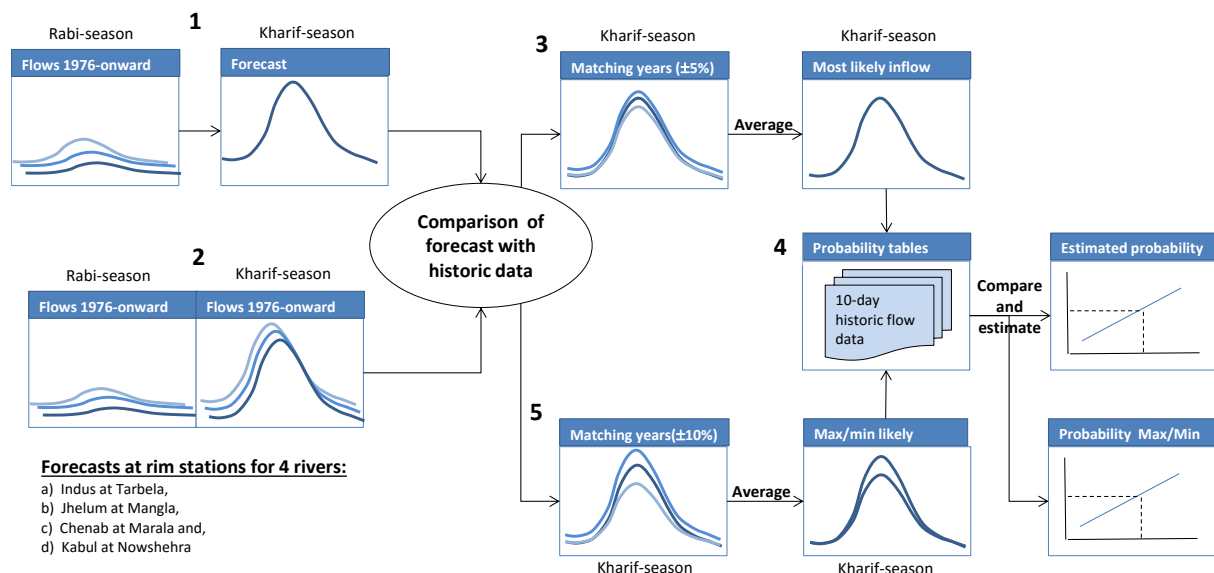 1
Rabi-season
Kharif-season
Flows 1976-onward
Forecast
2
Rabi-season
Kharif-season
Flows 1976-onward
Flows 1976-onward
Comparison of
forecast with
historic data
3
Kharif-season
Kharif-season
Matching years (±5%)
Average
Most likely inflow
4
Probability tables
10-day
historic flow
data
Compare
and
estimate
Estimated probability
Probability Max/Min
5
Matching years(±10%)
Average
Max/min likely
Kharif-season
Kharif-season
Forecasts at rim stations for 4 rivers:
a) Indus at Tarbela,
b) Jhelum at Mangla,
c) Chenab at Marala and,
d) Kabul at Nowshehra